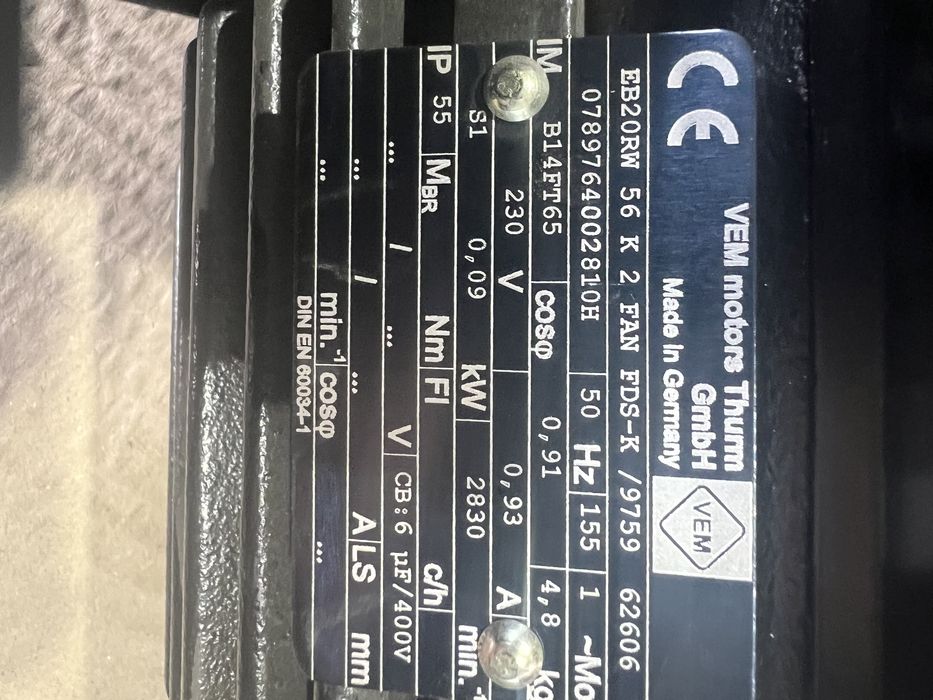 CE VEM motors Thurm
GmbH
Made in Germany
VEM
EB20RW 56 K 2 FAN FDS-K /9759 62606
0789764002810H 50 Hz 155 1 ~Mo
IM B14FT65 cosφ 0,91 4,8 kg
230 V 0,93 A
S1 0,09 kW 2830 min.⁻¹
IP 55 MBR Nm FI c/h
... / ... V CB:6 µF/400V
... / ... A LS mm
... min.⁻¹ cosφ ...
DIN EN 60034-1